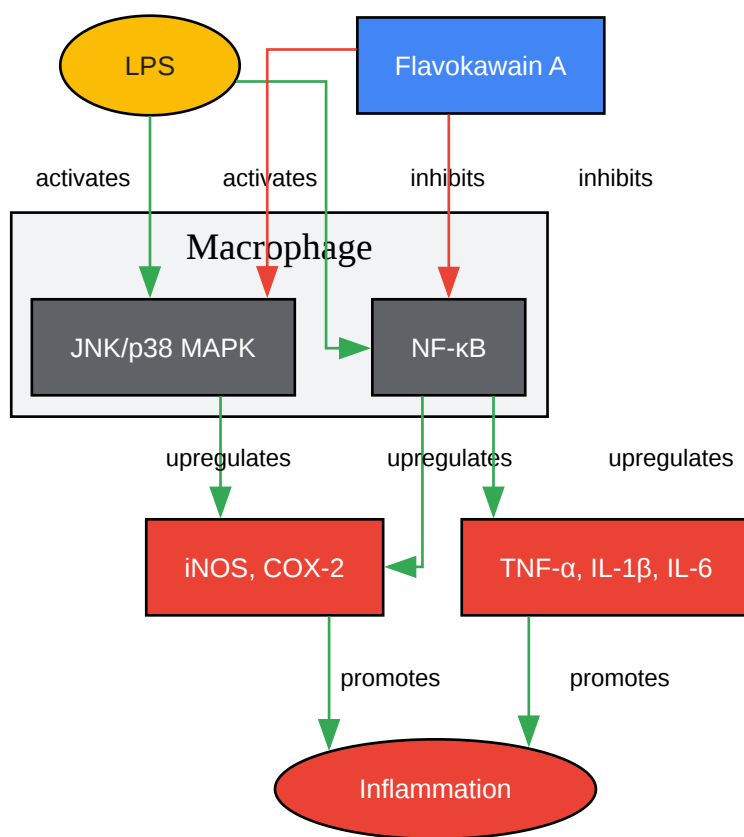 LPS
Flavokawain A
activates
activates
inhibits
inhibits
Macrophage
JNK/p38 MAPK
NF-κB
upregulates
upregulates
upregulates
iNOS, COX-2
TNF-α, IL-1β, IL-6
promotes
promotes
Inflammation